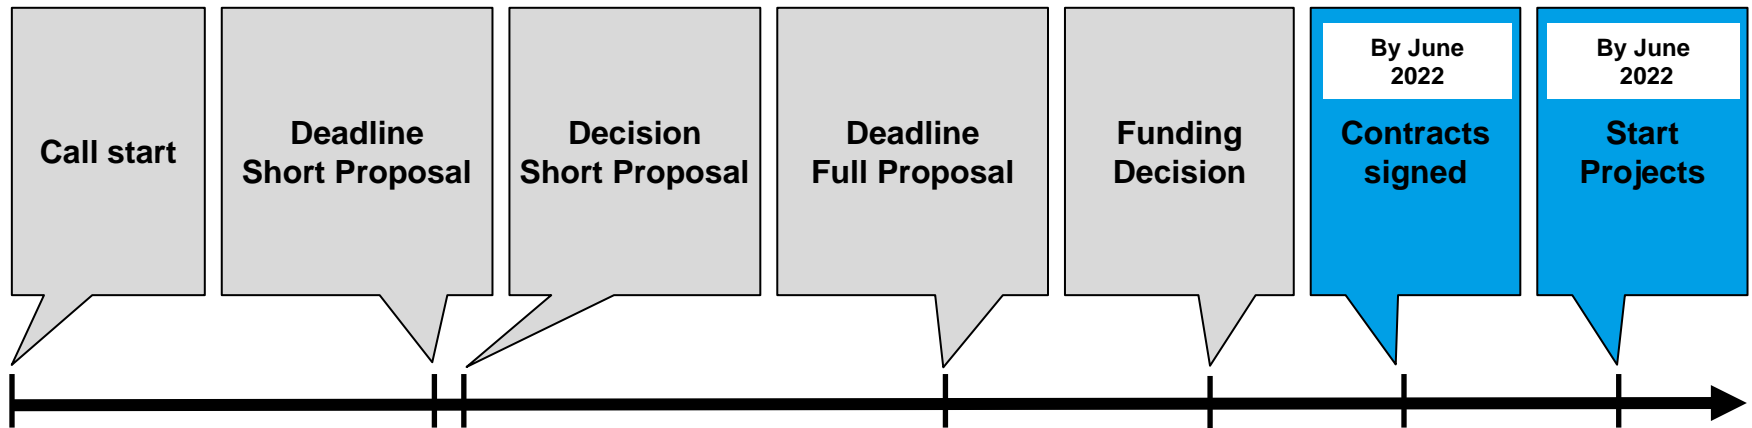 Call start
Deadline
Short Proposal
Decision
Short Proposal
Deadline
Full Proposal
Funding
Decision
By June
2022
Contracts
signed
By June
2022
Start
Projects